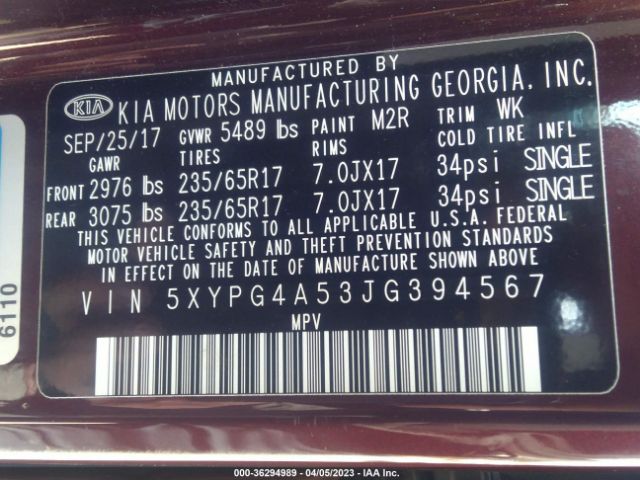 MANUFACTURED BY
KIA KIA MOTORS MANUFACTURING GEORGIA, INC.
SEP/25/17 GVWR 5489 lbs PAINT M2R TRIM WK
GAWR TIRES RIMS COLD TIRE INFL
FRONT 2976 lbs 235/65R17 7.0JX17 34psi SINGLE
REAR 3075 lbs 235/65R17 7.0JX17 34psi SINGLE
THIS VEHICLE CONFORMS TO ALL APPLICABLE U.S.A. FEDERAL
MOTOR VEHICLE SAFETY AND THEFT PREVENTION STANDARDS
IN EFFECT ON THE DATE OF MANUFACTURE SHOWN ABOVE.
VIN 5XYPG4A53JG394567
MPV
6110
000-36294989 - 04/05/2023 - IAA Inc.